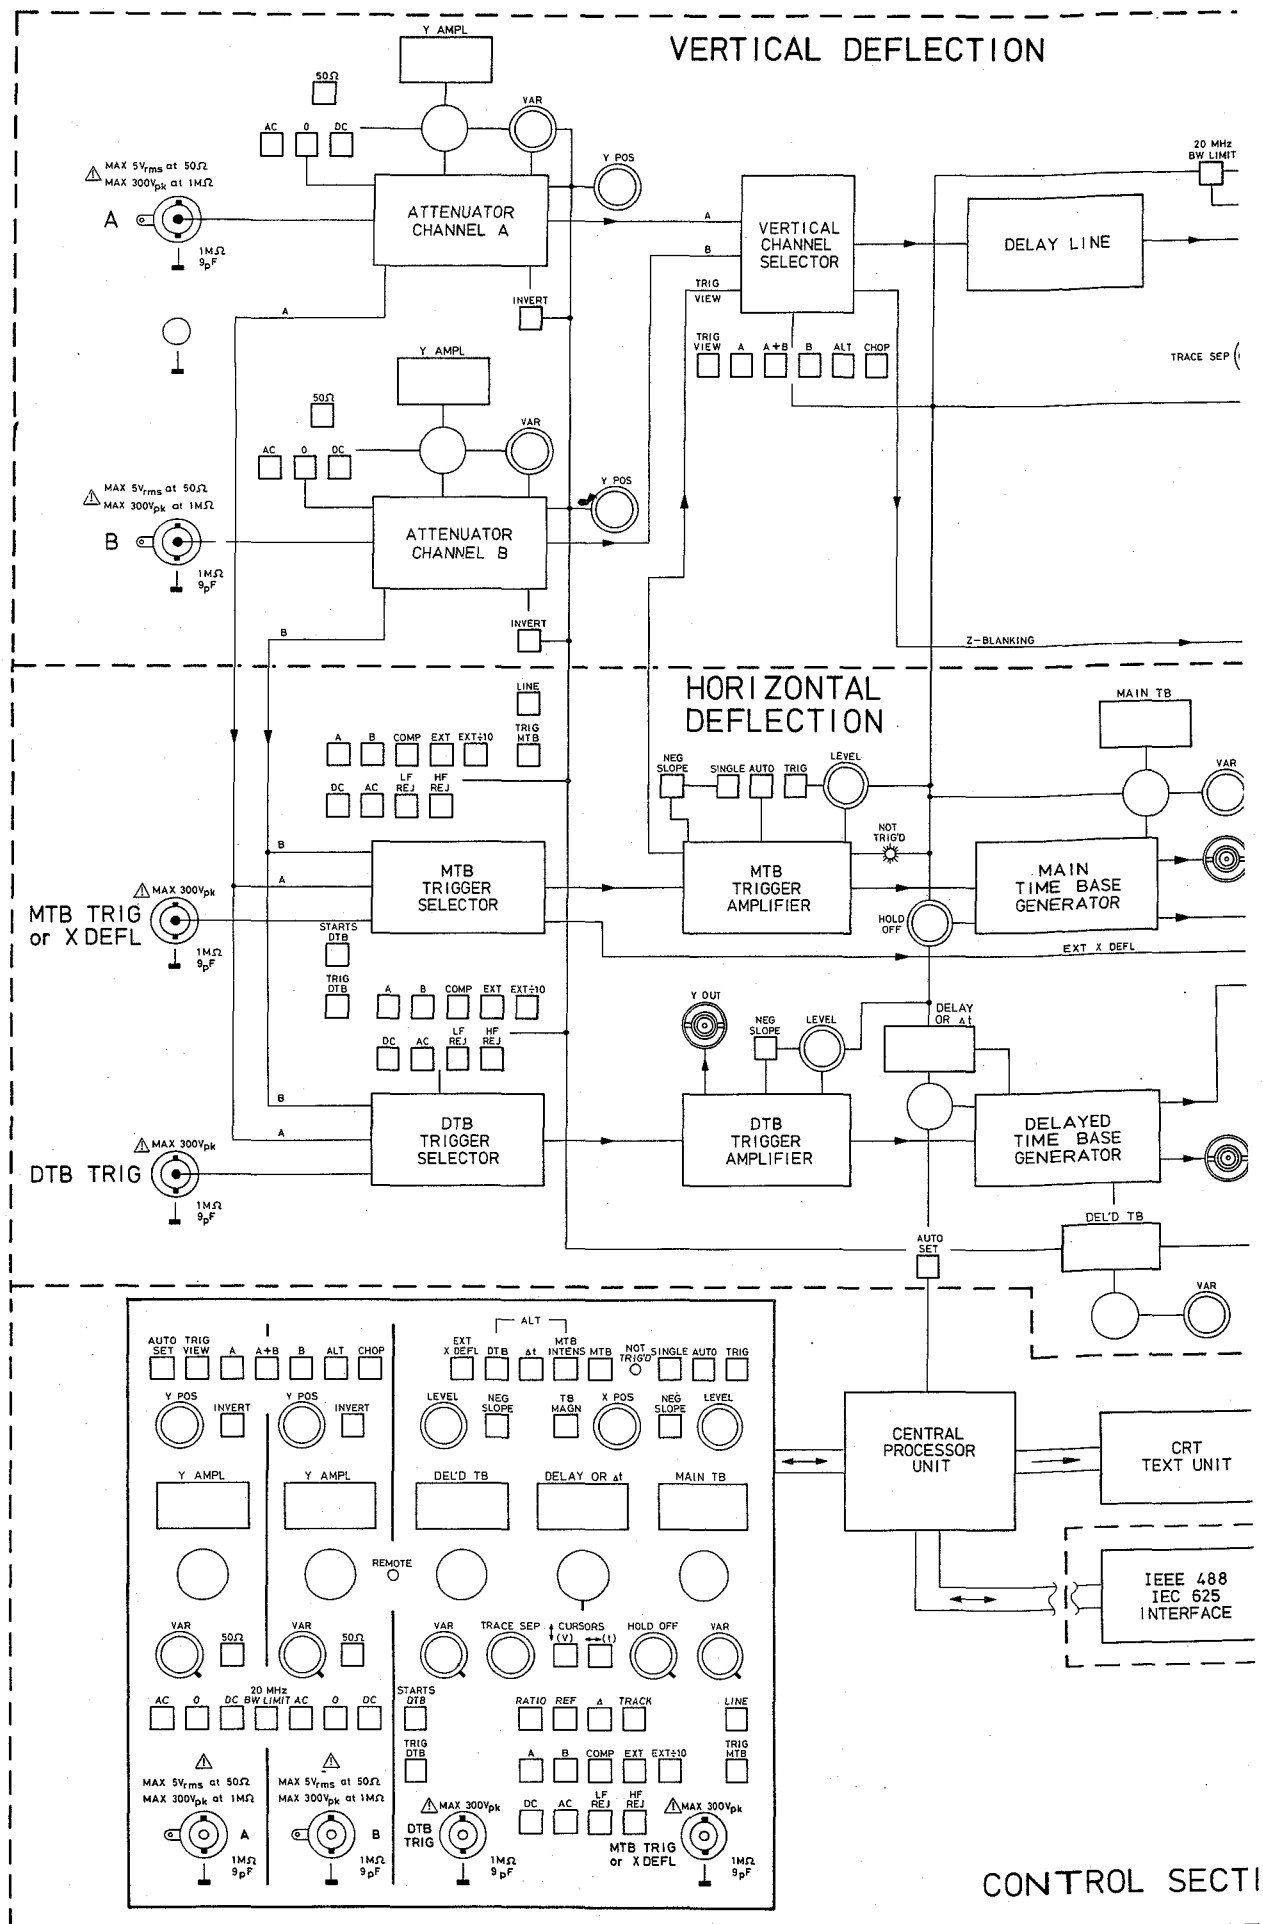 Y AMPL
VERTICAL DEFLECTION
50Ω
VAR
AC 0 DC
20 MHz
BW LIMIT
Y POS
⚠ MAX 5Vrms at 50Ω
MAX 300Vpk at 1MΩ
A
1MΩ
9pF
ATTENUATOR
CHANNEL A
A
B
TRIG
VIEW
VERTICAL
CHANNEL
SELECTOR
DELAY LINE
INVERT
A
TRIG
VIEW A A+B B ALT CHOP
TRACE SEP
Y AMPL
50Ω
VAR
AC 0 DC
Y POS
⚠ MAX 5Vrms at 50Ω
MAX 300Vpk at 1MΩ
B
1MΩ
9pF
ATTENUATOR
CHANNEL B
INVERT
B
Z-BLANKING
HORIZONTAL
DEFLECTION
LINE
MAIN TB
TRIG
MTB
A B COMP EXT EXT÷10
DC AC LF
REJ HF
REJ
NEG
SLOPE SINGLE AUTO TRIG LEVEL
VAR
NOT
TRIG'D
B
A
MTB
TRIGGER
SELECTOR
MTB
TRIGGER
AMPLIFIER
MAIN
TIME BASE
GENERATOR
⚠ MAX 300Vpk
MTB TRIG
or X DEFL
1MΩ
9pF
HOLD
OFF
EXT X DEFL
STARTS
DTB
TRIG
DTB
A B COMP EXT EXT÷10
DC AC LF
REJ HF
REJ
Y OUT
NEG
SLOPE
LEVEL
DELAY
OR Δt
B
A
DTB
TRIGGER
SELECTOR
DTB
TRIGGER
AMPLIFIER
DELAYED
TIME BASE
GENERATOR
⚠ MAX 300Vpk
DTB TRIG
1MΩ
9pF
DEL'D TB
AUTO
SET
VAR
ALT
AUTO
SET TRIG
VIEW A A+B B ALT CHOP
EXT
X DEFL DTB Δt MTB
INTENS MTB NOT
TRIG'D SINGLE AUTO TRIG
Y POS INVERT Y POS INVERT
LEVEL NEG
SLOPE TB
MAGN X POS NEG
SLOPE LEVEL
Y AMPL Y AMPL DEL'D TB DELAY OR Δt MAIN TB
REMOTE
VAR 50Ω VAR 50Ω
VAR TRACE SEP CURSORS
(V) (t) HOLD OFF VAR
AC 0 DC 20 MHz
BW LIMIT AC 0 DC
STARTS
DTB
RATIO REF Δ TRACK LINE
TRIG
DTB
A B COMP EXT EXT÷10
TRIG
MTB
⚠ ⚠
MAX 5Vrms at 50Ω
MAX 300Vpk at 1MΩ
MAX 5Vrms at 50Ω
MAX 300Vpk at 1MΩ
DC AC LF
REJ HF
REJ
A
1MΩ
9pF
B
1MΩ
9pF
⚠ MAX 300Vpk
DTB
TRIG
1MΩ
9pF
⚠ MAX 300Vpk
MTB TRIG
or X DEFL
1MΩ
9pF
CENTRAL
PROCESSOR
UNIT
CRT
TEXT UNIT
IEEE 488
IEC 625
INTERFACE
CONTROL SECTI